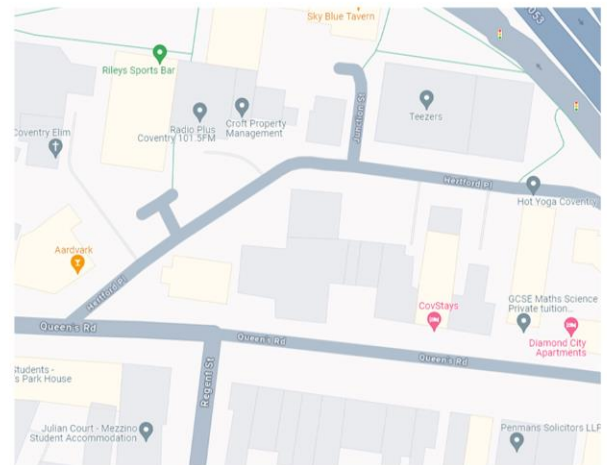 Sky Blue Tavern
053
Rileys Sports Bar
Radio Plus
Coventry 101.5FM
Croft Property
Management
Junction St
Teezers
Coventry Elim
Hertford Pl
Hot Yoga Coventry
Aardvark
Hertford Pl
CovStays
GCSE Maths Science
Private tuition...
Diamond City
Apartments
Queen's Rd
Queen's Rd
Queen's Rd
Regent St
Students -
's Park House
Julian Court - Mezzino
Student Accommodation
Penmans Solicitors LLP